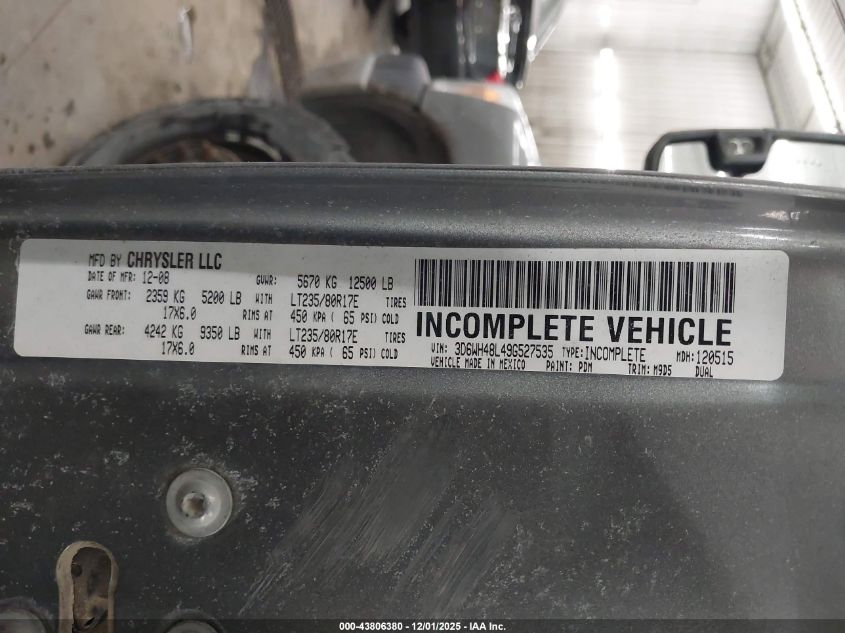 MFD BY CHRYSLER LLC
DATE OF MFR: 12-08 GVWR: 5670 KG 12500 LB
GAWR FRONT: 2359 KG 5200 LB WITH LT235/80R17E TIRES
17X6.0 RIMS AT 450 KPA ( 65 PSI) COLD
GAWR REAR: 4242 KG 9350 LB WITH LT235/80R17E TIRES
17X6.0 RIMS AT 450 KPA ( 65 PSI) COLD
INCOMPLETE VEHICLE
VIN: 3D6WH48L49G527535 TYPE: INCOMPLETE MDH: 120515
VEHICLE MADE IN MEXICO PAINT: PDM TRIM: M9D5 DUAL
000-43806380 - 12/01/2025 - IAA Inc.